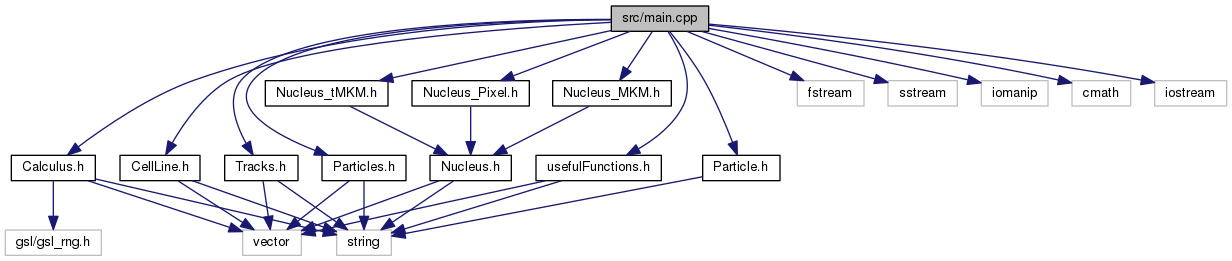 src/main.cpp
Nucleus_tMKM.h
Nucleus_Pixel.h
Nucleus_MKM.h
fstream
sstream
iomanip
cmath
iostream
Calculus.h
CellLine.h
Tracks.h
Particles.h
Nucleus.h
usefulFunctions.h
Particle.h
gsl/gsl_rng.h
vector
string